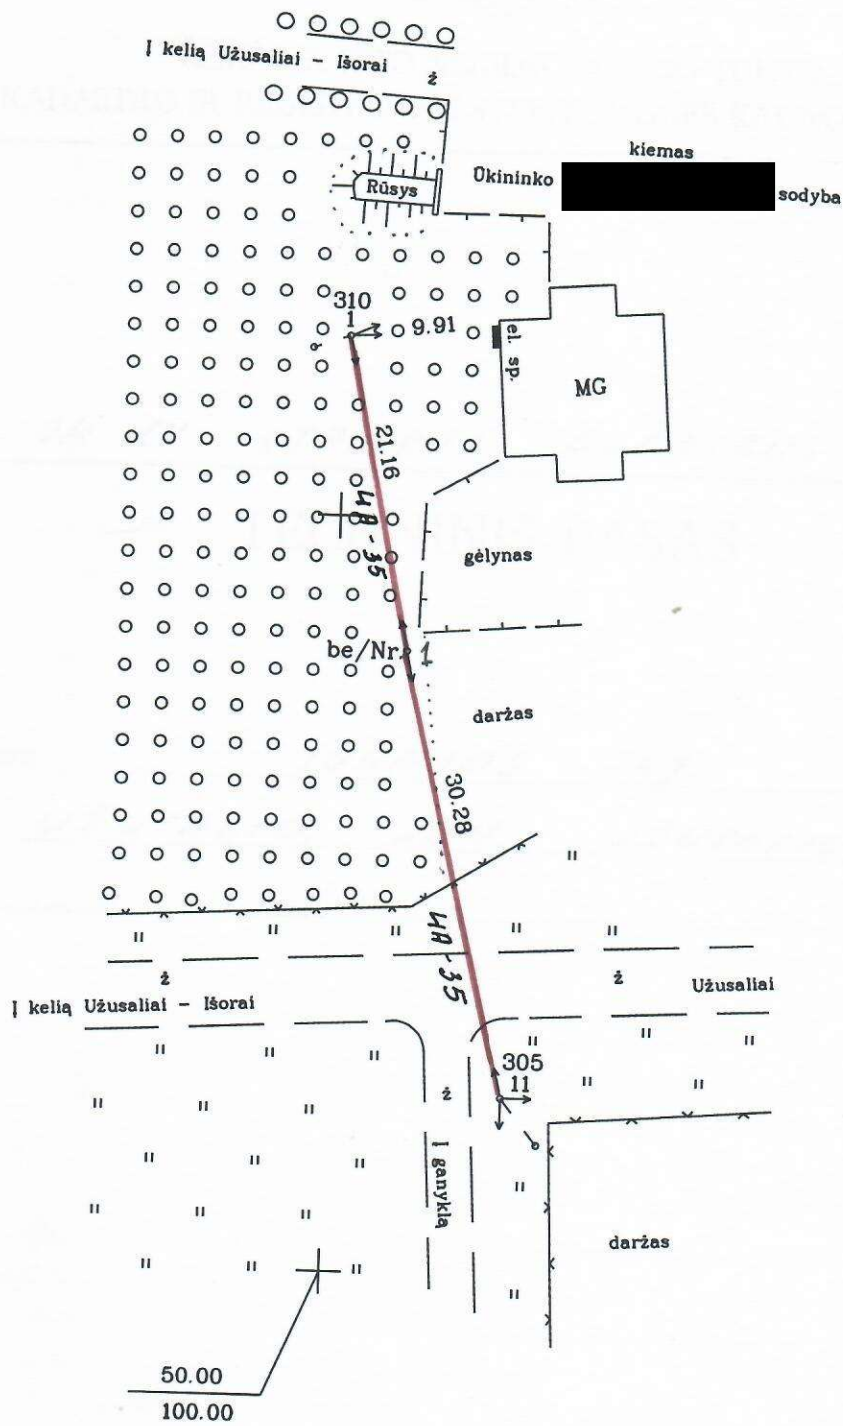 Į kelią Užusaliai - Išorai
ž
kiemas
Rūsys
Ūkininko
sodyba
310
1
9.91
el. sp.
MG
21.16
4A-35
gėlynas
be/Nr. 1
daržas
30.28
4A-35
ž
ž
Užusaliai
Į kelią Užusaliai - Išorai
305
11
ž
Į ganyklą
daržas
50.00
100.00